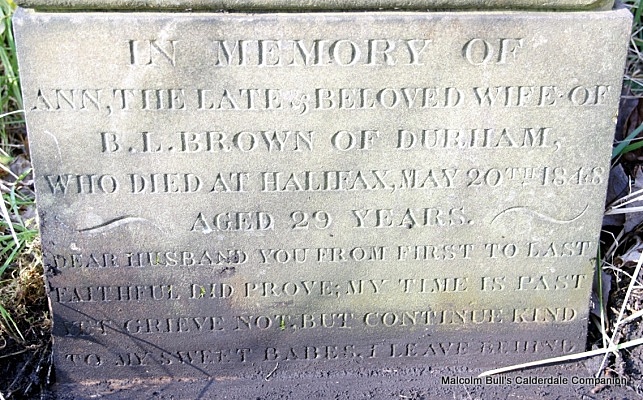 IN MEMORY OF
ANN, THE LATE & BELOVED WIFE OF
B. L. BROWN OF DURHAM,
WHO DIED AT HALIFAX, MAY 20TH 1848
AGED 29 YEARS.
DEAR HUSBAND YOU FROM FIRST TO LAST
FAITHFUL DID PROVE; MY TIME IS PAST
YET GRIEVE NOT, BUT CONTINUE KIND
TO MY SWEET BABES, I LEAVE BEHIND.
Malcolm Bull's Calderdale Companion